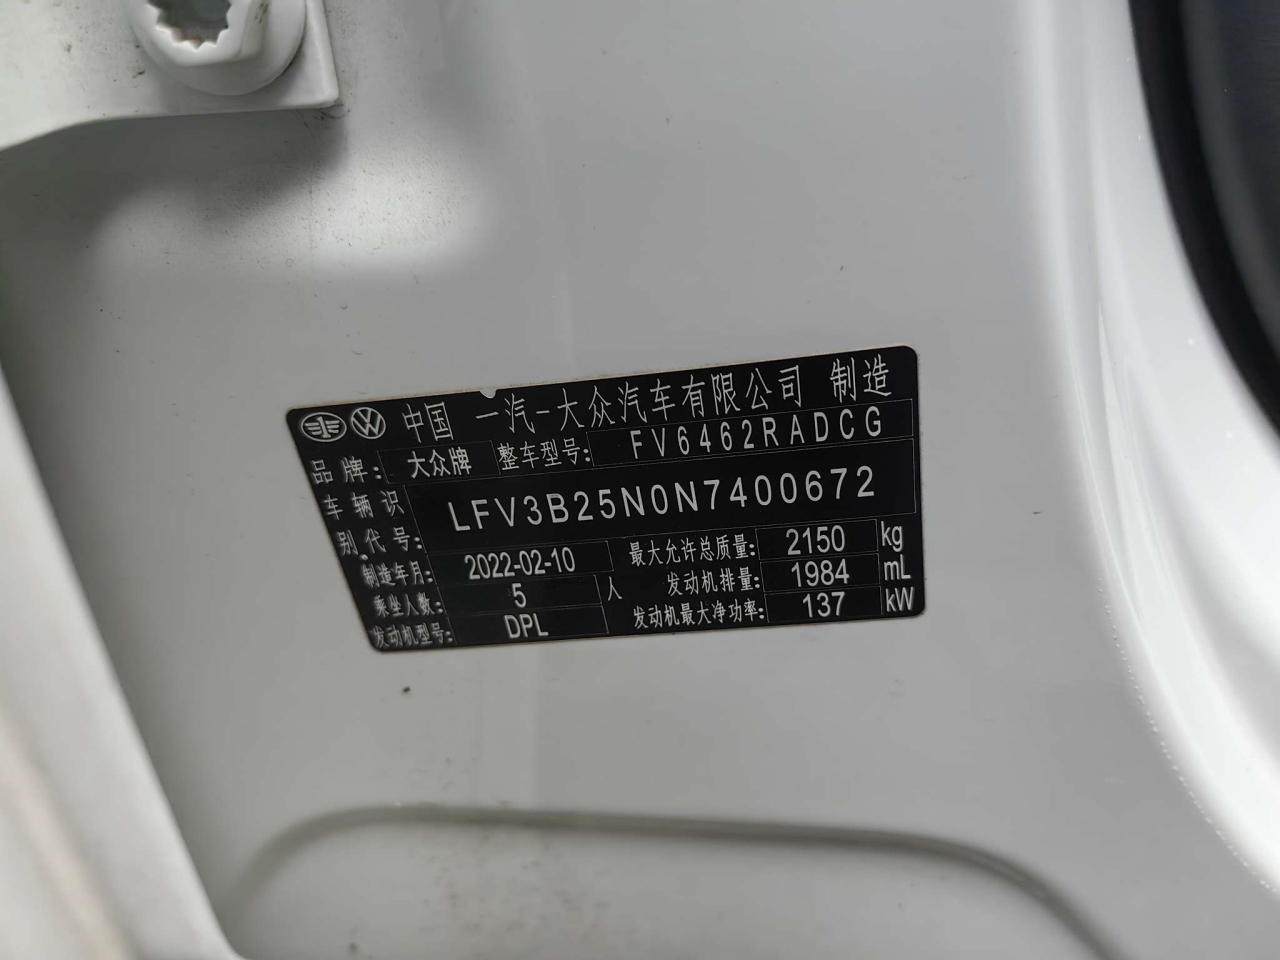 中国 一汽-大众汽车有限公司 制造
品牌: 大众牌 整车型号: FV6462RADCG
车辆识别代号: LFV3B25N0N7400672
制造年月: 2022-02-10 最大允许总质量: 2150 kg
乘坐人数: 5 人 发动机排量: 1984 mL
发动机型号: DPL 发动机最大净功率: 137 kW